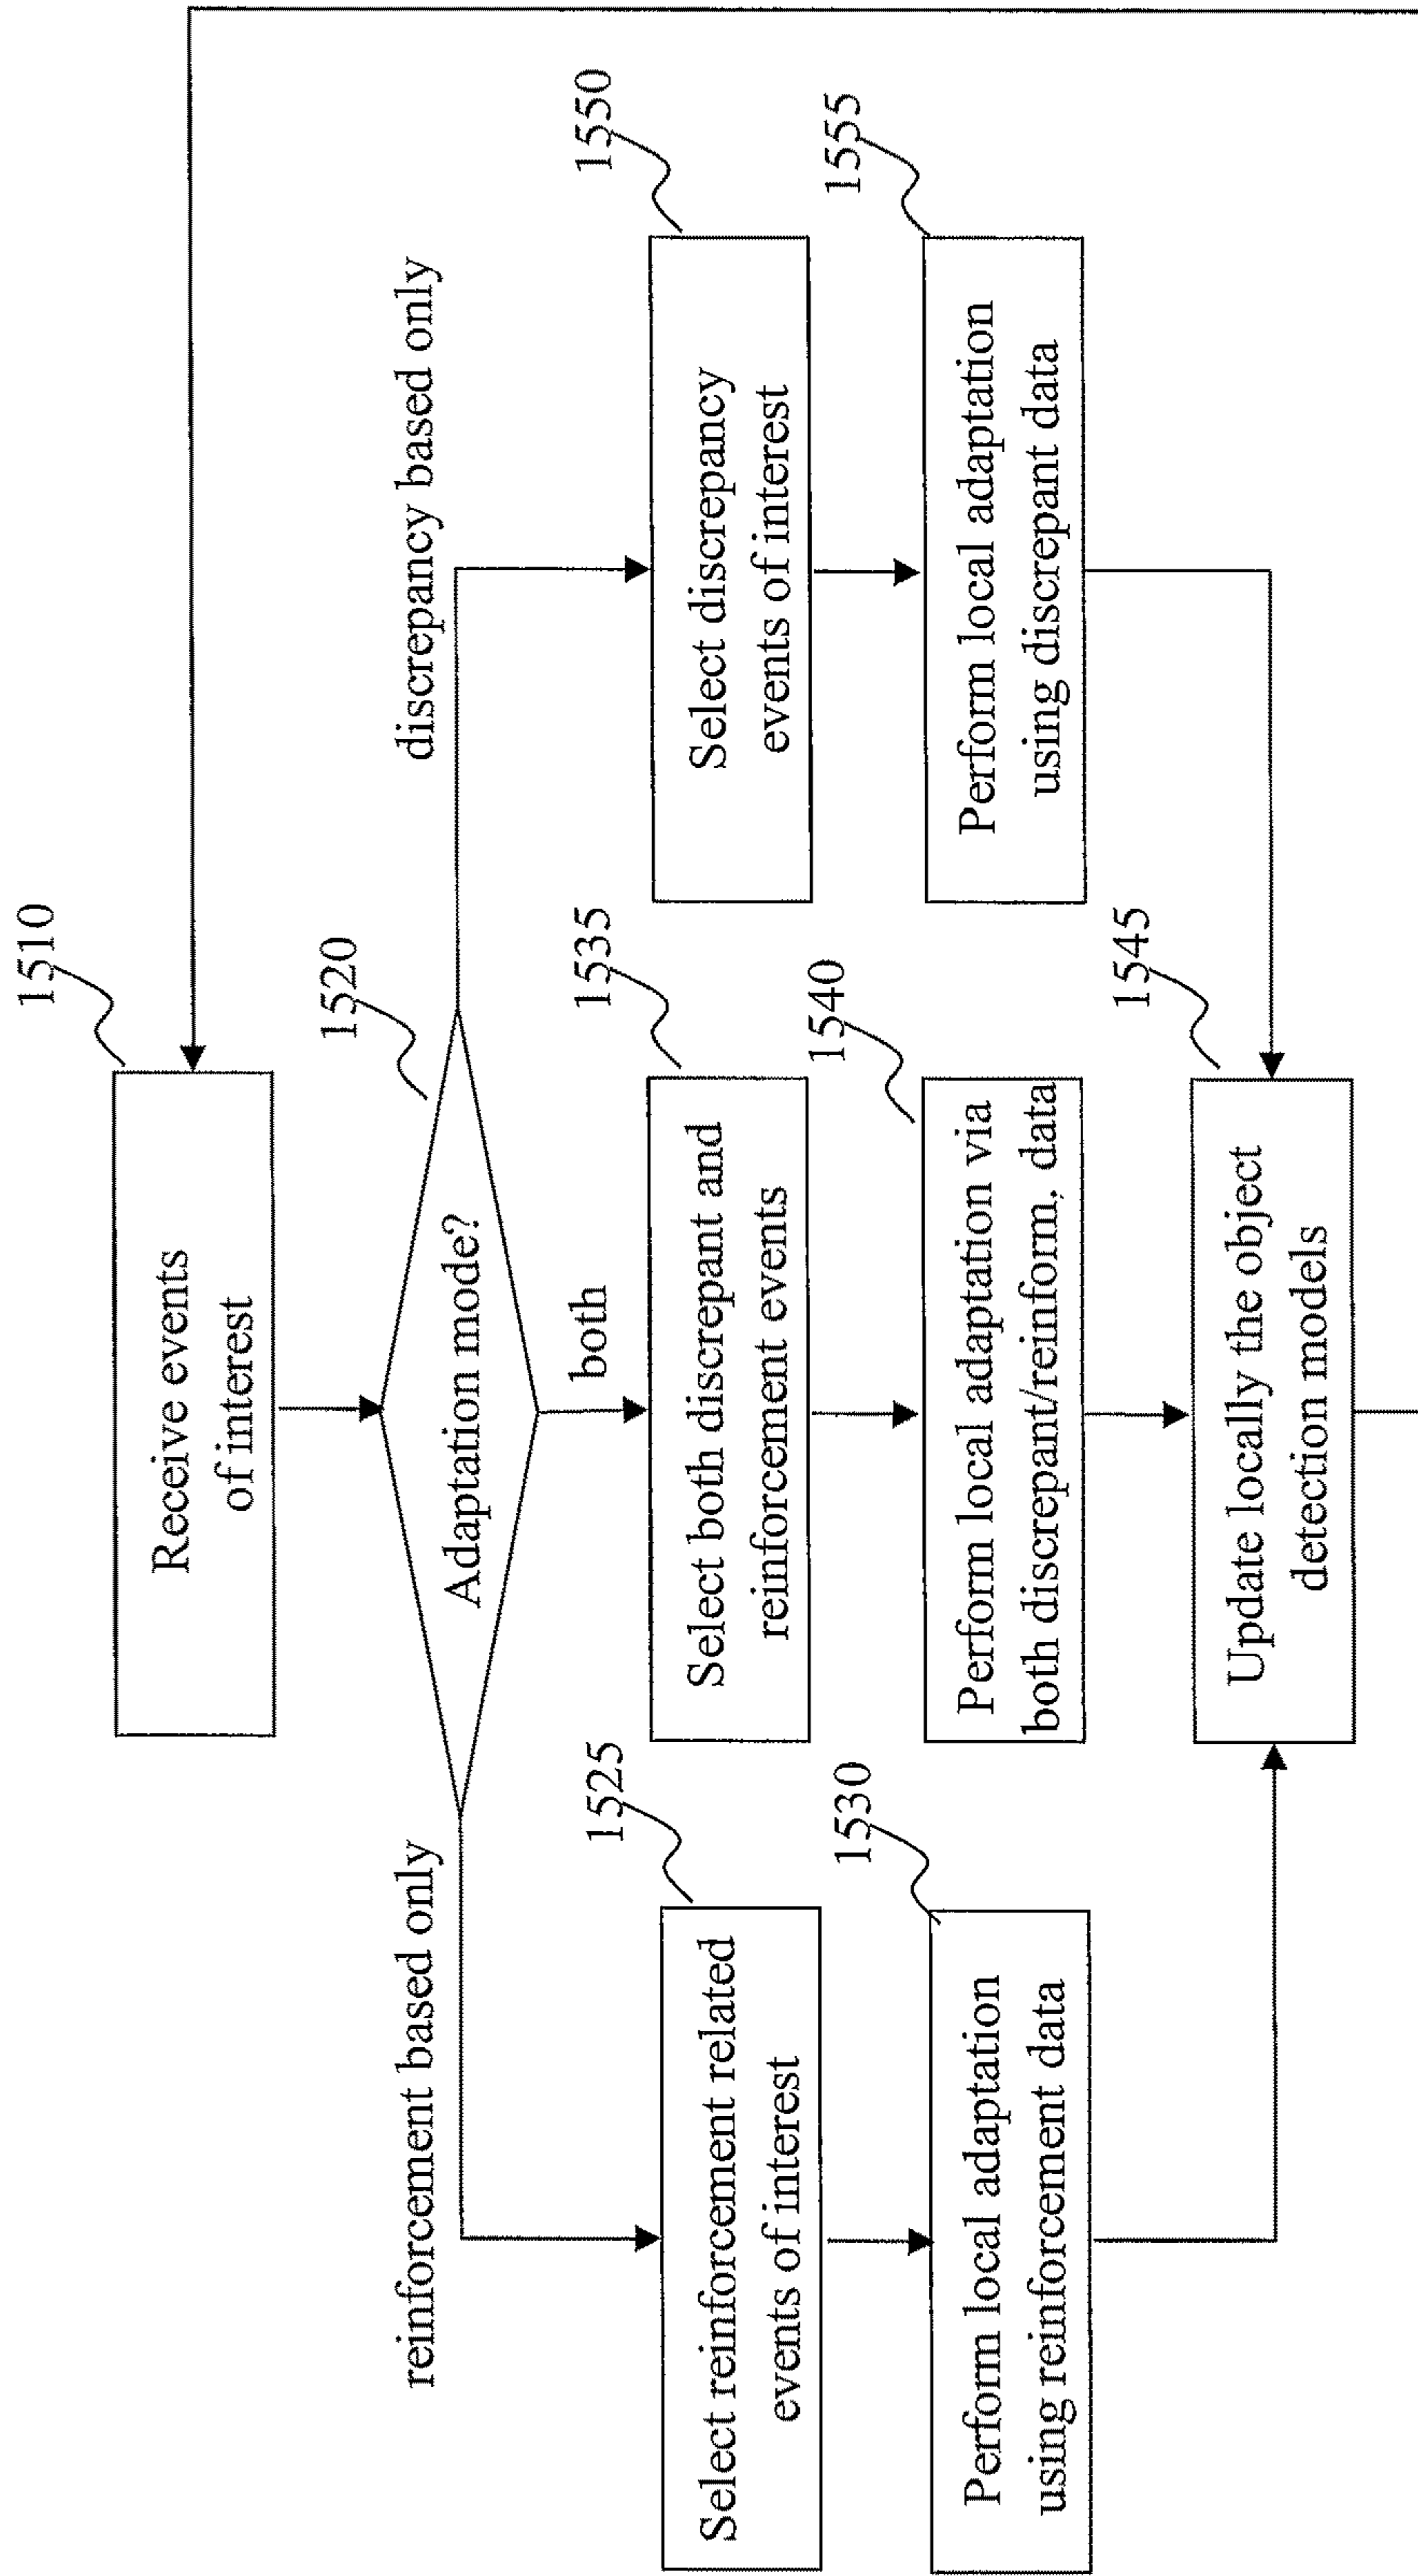 1510
Receive events
of interest
1520
Adaptation mode?
reinforcement based only
both
discrepancy based only
1525
Select reinforcement related
events of interest
1535
Select both discrepant and
reinforcement events
1550
Select discrepancy
events of interest
1530
Perform local adaptation
using reinforcement data
1540
Perform local adaptation via
both discrepant/reinform, data
1555
Perform local adaptation
using discrepant data
1545
Update locally the object
detection models